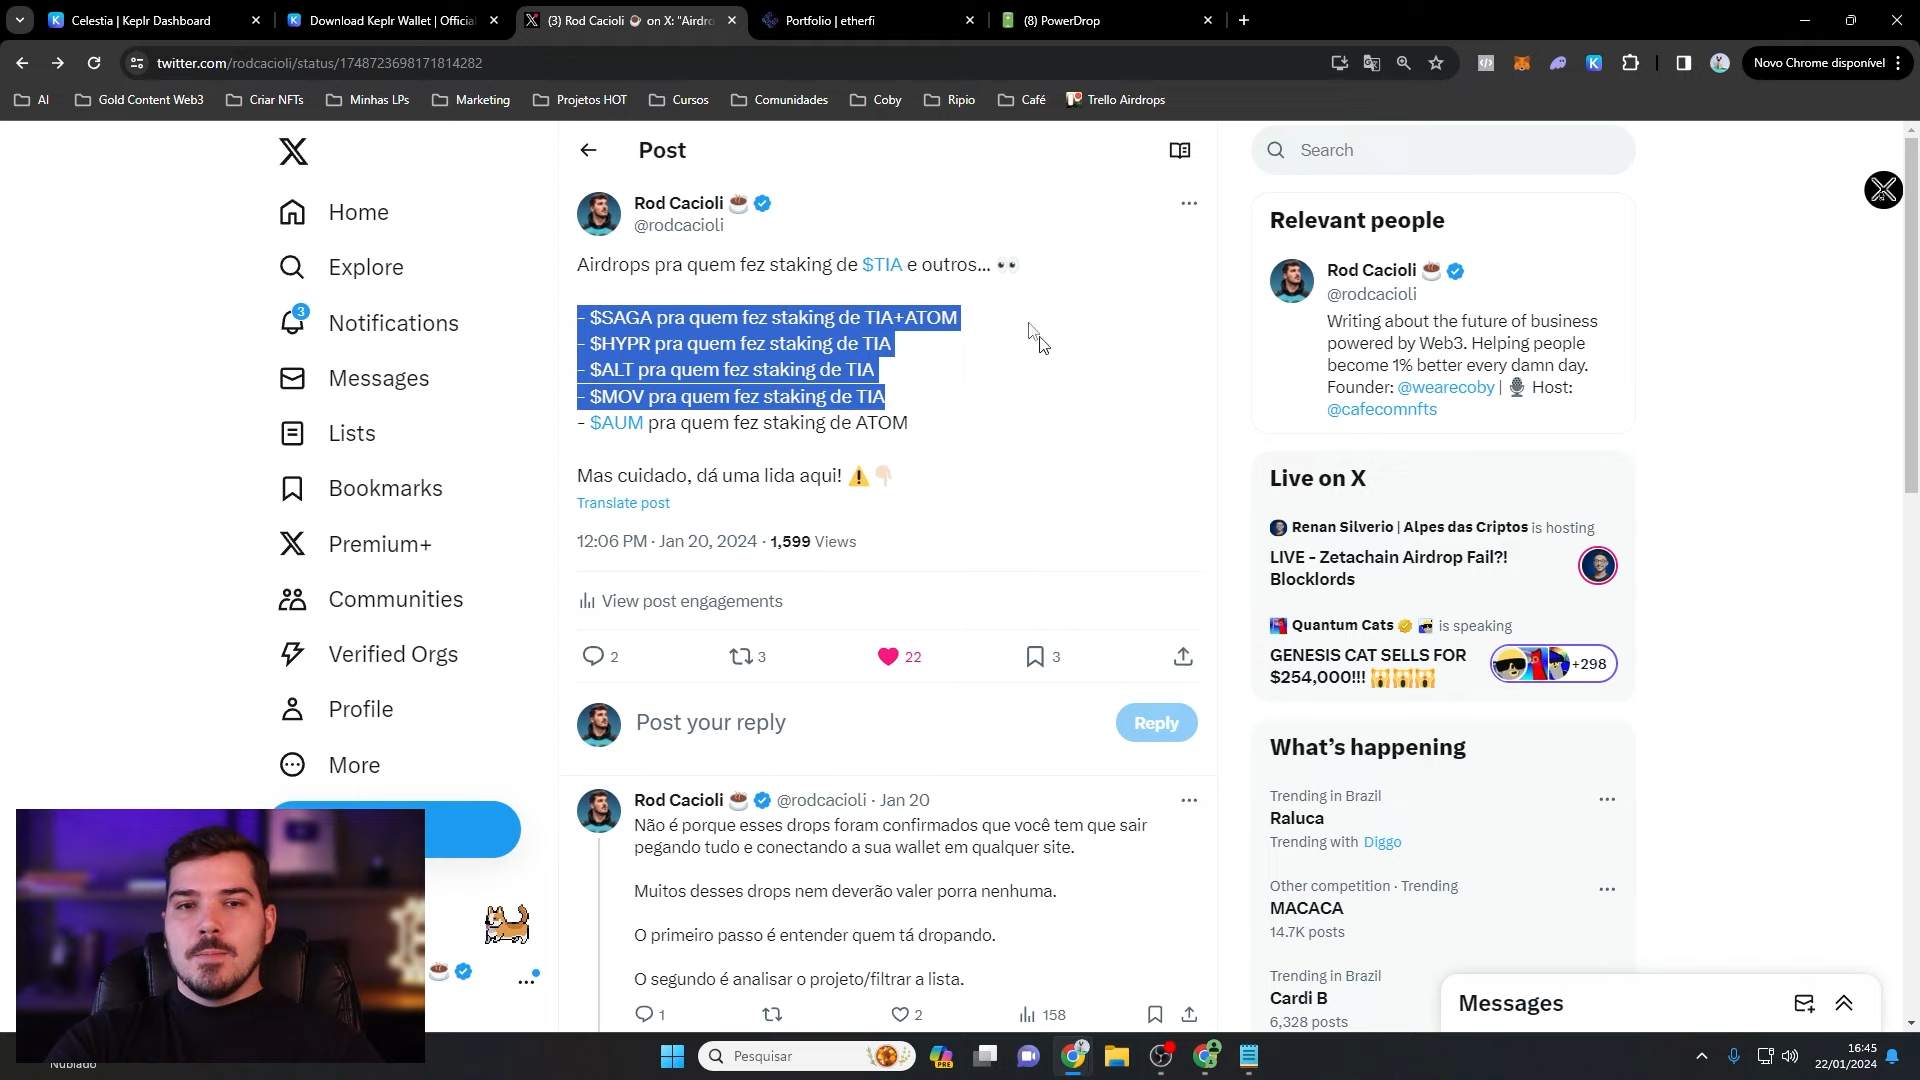 Celestia | Keplr Dashboard
Download Keplr Wallet | Official
(3) Rod Cacioli ☕ on X: "Airdro
Portfolio | etherfi
(8) PowerDrop
twitter.com/rodcacioli/status/1748723698171814282
Novo Chrome disponível
AI
Gold Content Web3
Criar NFTs
Minhas LPs
Marketing
Projetos HOT
Cursos
Comunidades
Coby
Ripio
Café
Trello Airdrops
Home
Explore
3
Notifications
Messages
Lists
Bookmarks
Premium+
Communities
Verified Orgs
Profile
More
Post
Rod Cacioli ☕
@rodcacioli
Airdrops pra quem fez staking de $TIA e outros... 👀
- $SAGA pra quem fez staking de TIA+ATOM
- $HYPR pra quem fez staking de TIA
- $ALT pra quem fez staking de TIA
- $MOV pra quem fez staking de TIA
- $AUM pra quem fez staking de ATOM
Mas cuidado, dá uma lida aqui! ⚠️👇🏻
Translate post
12:06 PM · Jan 20, 2024 · 1,599 Views
View post engagements
2 3 22 3
Post your reply
Reply
Rod Cacioli ☕ @rodcacioli · Jan 20
Não é porque esses drops foram confirmados que você tem que sair
pegando tudo e conectando a sua wallet em qualquer site.
Muitos desses drops nem deverão valer porra nenhuma.
O primeiro passo é entender quem tá dropando.
O segundo é analisar o projeto/filtrar a lista.
1 2 158
Search
Relevant people
Rod Cacioli ☕
@rodcacioli
Writing about the future of business
powered by Web3. Helping people
become 1% better every damn day.
Founder: @wearecoby | 🎙️ Host:
@cafecomnfts
Live on X
Renan Silverio | Alpes das Criptos is hosting
LIVE - Zetachain Airdrop Fail?!
Blocklords
Quantum Cats is speaking
GENESIS CAT SELLS FOR
$254,000!!! 🙀🙀🙀
+298
What's happening
Trending in Brazil
Raluca
Trending with Diggo
Other competition · Trending
MACACA
14.7K posts
Trending in Brazil
Cardi B
6,328 posts
Messages
Nublado
Pesquisar
PRE
16:45
22/01/2024